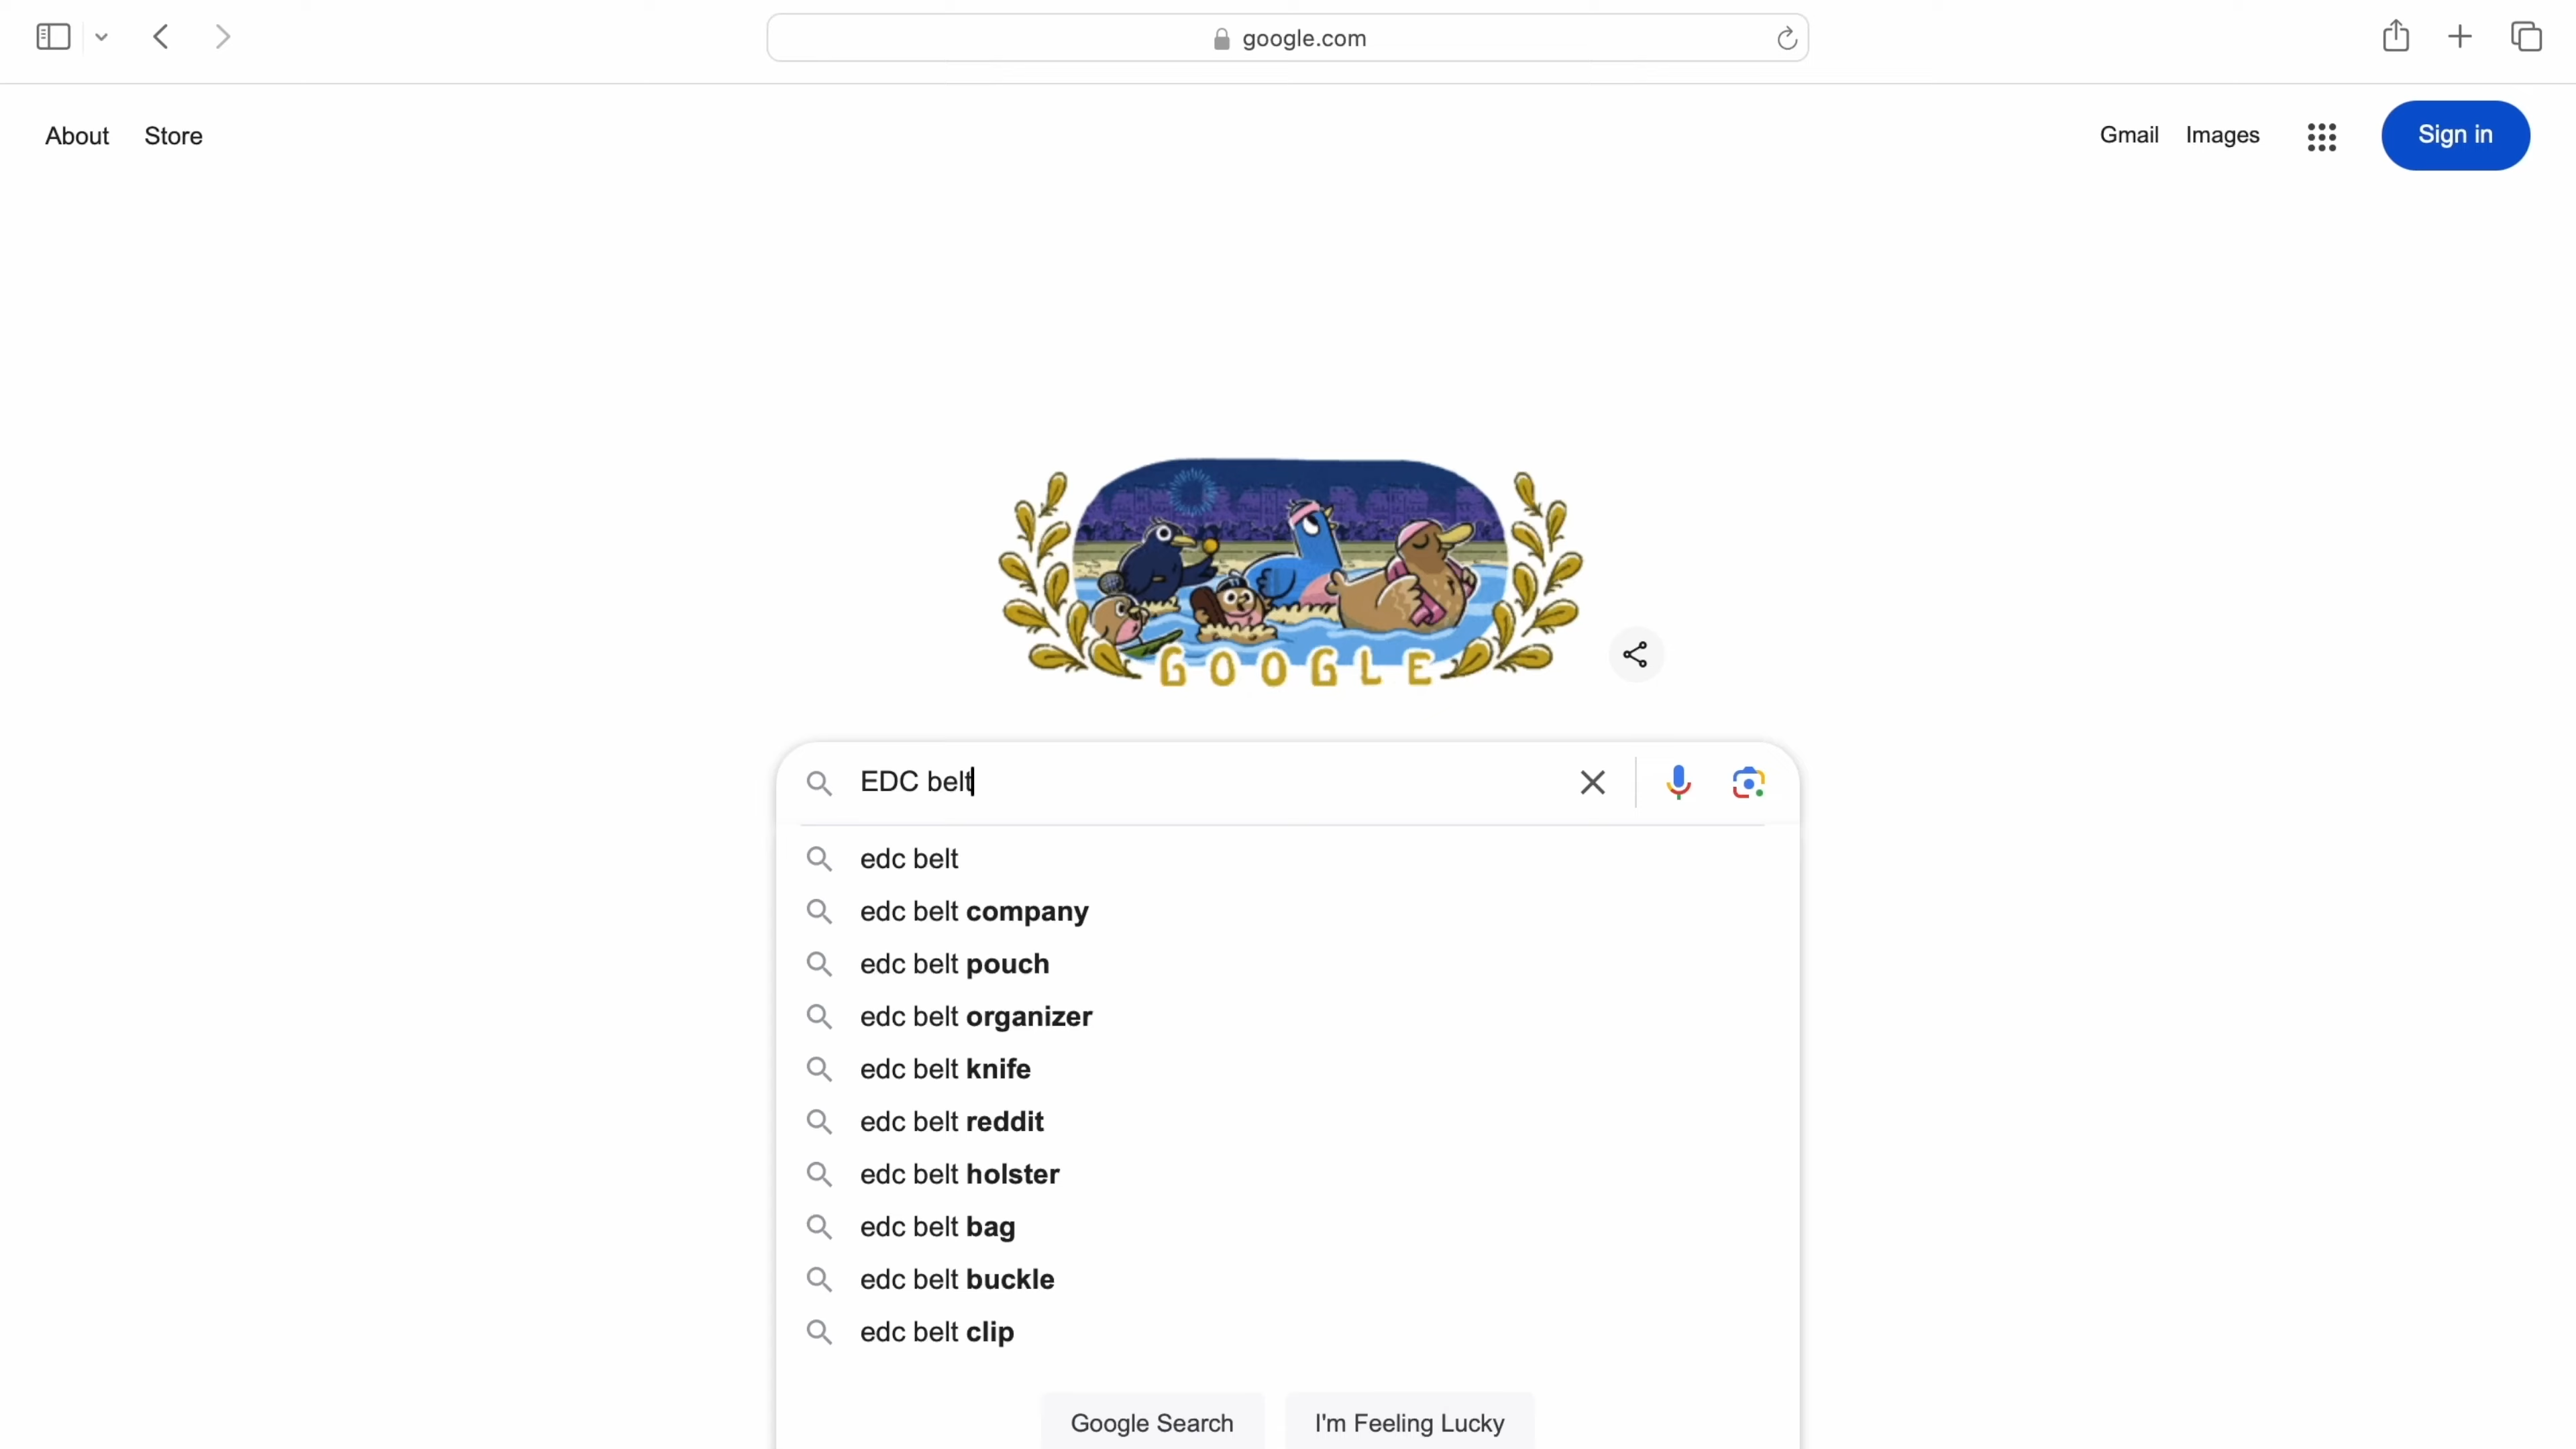 google.com
About Store
Gmail Images Sign in
GOOGLE
EDC belt
edc belt
edc belt company
edc belt pouch
edc belt organizer
edc belt knife
edc belt reddit
edc belt holster
edc belt bag
edc belt buckle
edc belt clip
Google Search
I'm Feeling Lucky